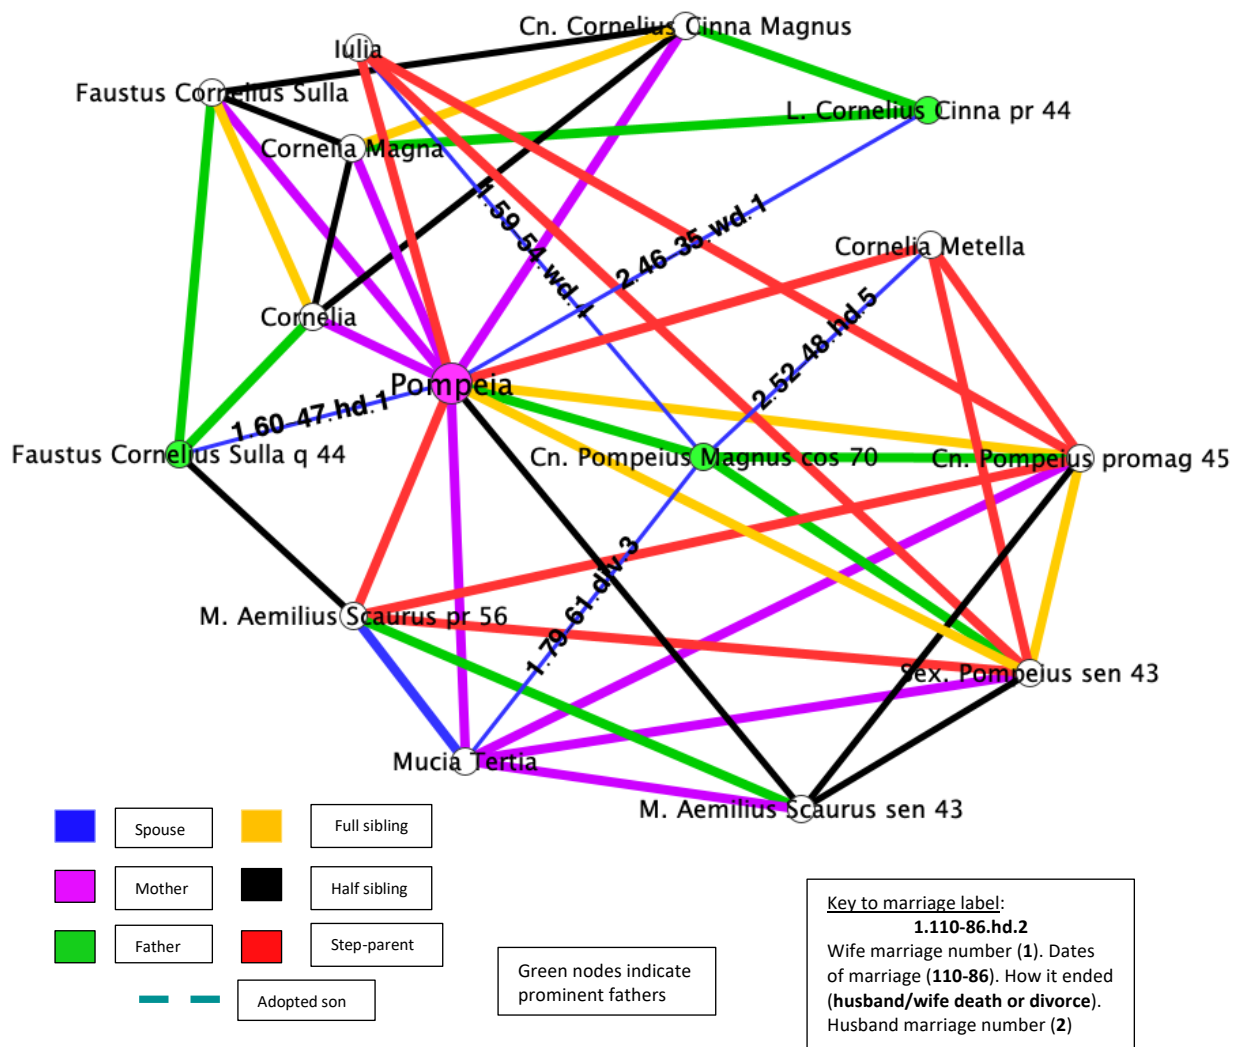 Cn. Cornelius Cinna Magnus
Iulia
Faustus Cornelius Sulla
L. Cornelius Cinna pr 44
Cornelia Magna
1.59-54.wd.4
2.46-35.wd.1
Cornelia Metella
Cornelia
2.52-48.hd.5
Pompeia
1.60-47.hd.1
Faustus Cornelius Sulla q 44
Cn. Pompeius Magnus cos 70
Cn. Pompeius promag 45
1.79-61.div.3
M. Aemilius Scaurus pr 56
Sex. Pompeius sen 43
Mucia Tertia
M. Aemilius Scaurus sen 43
Spouse
Full sibling
Mother
Half sibling
Father
Step-parent
Adopted son
Green nodes indicate
prominent fathers
Key to marriage label:
1.110-86.hd.2
Wife marriage number (1). Dates
of marriage (110-86). How it ended
(husband/wife death or divorce).
Husband marriage number (2)